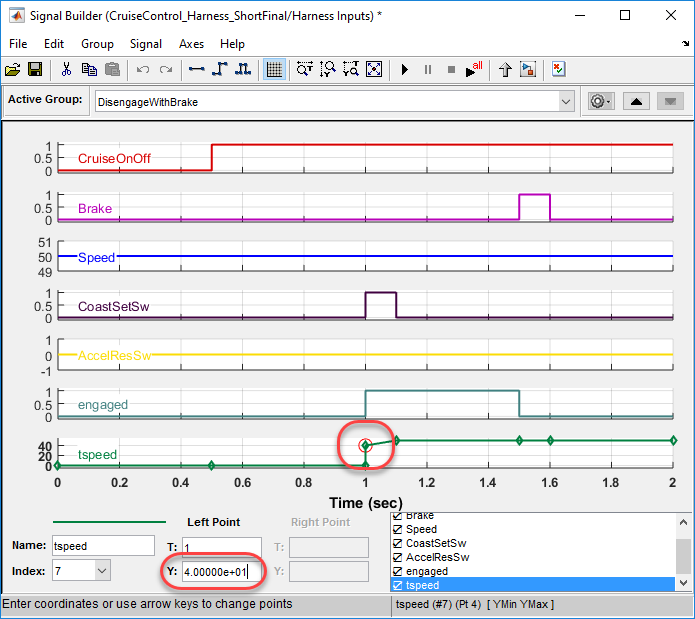 Signal Builder (CruiseControl_Harness_ShortFinal/Harness Inputs) *
File Edit Group Signal Axes Help
all
Active Group: DisengageWithBrake
1
0.5
0
CruiseOnOff
1
0.5
0
Brake
51
50
49
Speed
1
0.5
0
CoastSetSw
1
0
-1
AccelResSw
1
0.5
0
engaged
40
20
0
tspeed
0 0.2 0.4 0.6 0.8 1 1.2 1.4 1.6 1.8 2
Time (sec)
Left Point Right Point
Name: tspeed T: 1 T:
Index: 7 Y: 4.00000e+01 Y:
Brake
Speed
CoastSetSw
AccelResSw
engaged
tspeed
Enter coordinates or use arrow keys to change points
tspeed (#7) (Pt 4) [ YMin YMax ]